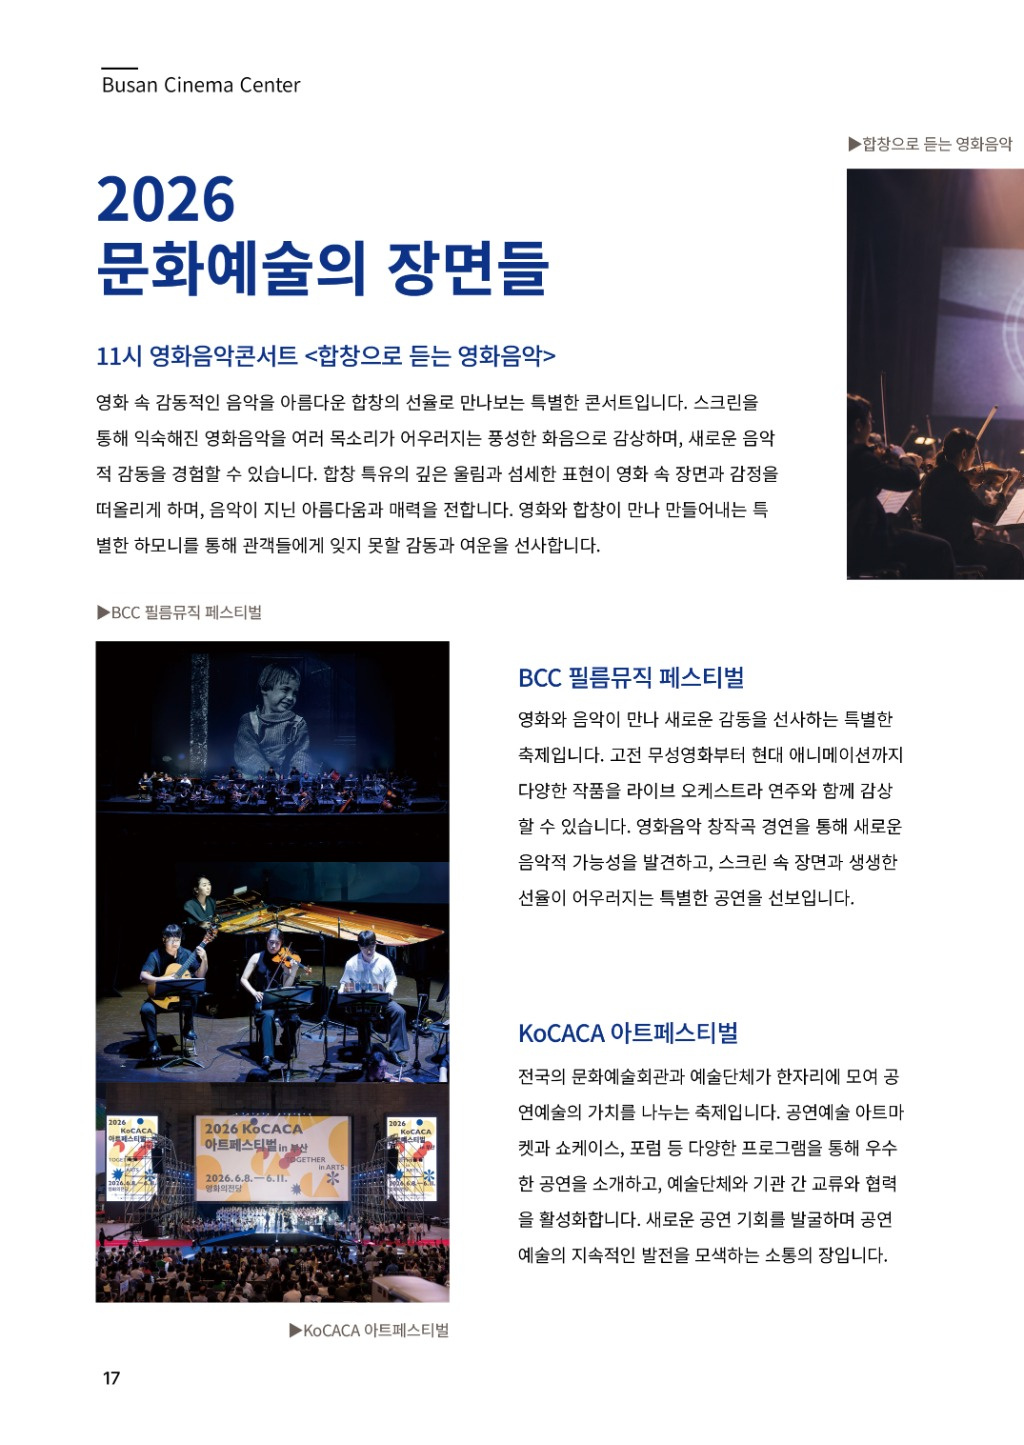 Busan Cinema Center
▶합창으로 듣는 영화음악
2026
문화예술의 장면들
11시 영화음악콘서트 <합창으로 듣는 영화음악>
영화 속 감동적인 음악을 아름다운 합창의 선율로 만나보는 특별한 콘서트입니다. 스크린을
통해 익숙해진 영화음악을 여러 목소리가 어우러지는 풍성한 화음으로 감상하며, 새로운 음악
적 감동을 경험할 수 있습니다. 합창 특유의 깊은 울림과 섬세한 표현이 영화 속 장면과 감정을
떠올리게 하며, 음악이 지닌 아름다움과 매력을 전합니다. 영화와 합창이 만나 만들어내는 특
별한 하모니를 통해 관객들에게 잊지 못할 감동과 여운을 선사합니다.
▶BCC 필름뮤직 페스티벌
BCC 필름뮤직 페스티벌
영화와 음악이 만나 새로운 감동을 선사하는 특별한
축제입니다. 고전 무성영화부터 현대 애니메이션까지
다양한 작품을 라이브 오케스트라 연주와 함께 감상
할 수 있습니다. 영화음악 창작곡 경연을 통해 새로운
음악적 가능성을 발견하고, 스크린 속 장면과 생생한
선율이 어우러지는 특별한 공연을 선보입니다.
KoCACA 아트페스티벌
전국의 문화예술회관과 예술단체가 한자리에 모여 공
연예술의 가치를 나누는 축제입니다. 공연예술 아트마
켓과 쇼케이스, 포럼 등 다양한 프로그램을 통해 우수
한 공연을 소개하고, 예술단체와 기관 간 교류와 협력
을 활성화합니다. 새로운 공연 기회를 발굴하며 공연
예술의 지속적인 발전을 모색하는 소통의 장입니다.
2026
KoCACA
아트페스티벌
2026 KoCACA
아트페스티벌 in 부산
TOGETHER
in ARTS
2026.6.8.—6.11.
영화의전당
2026
KoCACA
▶KoCACA 아트페스티벌
17